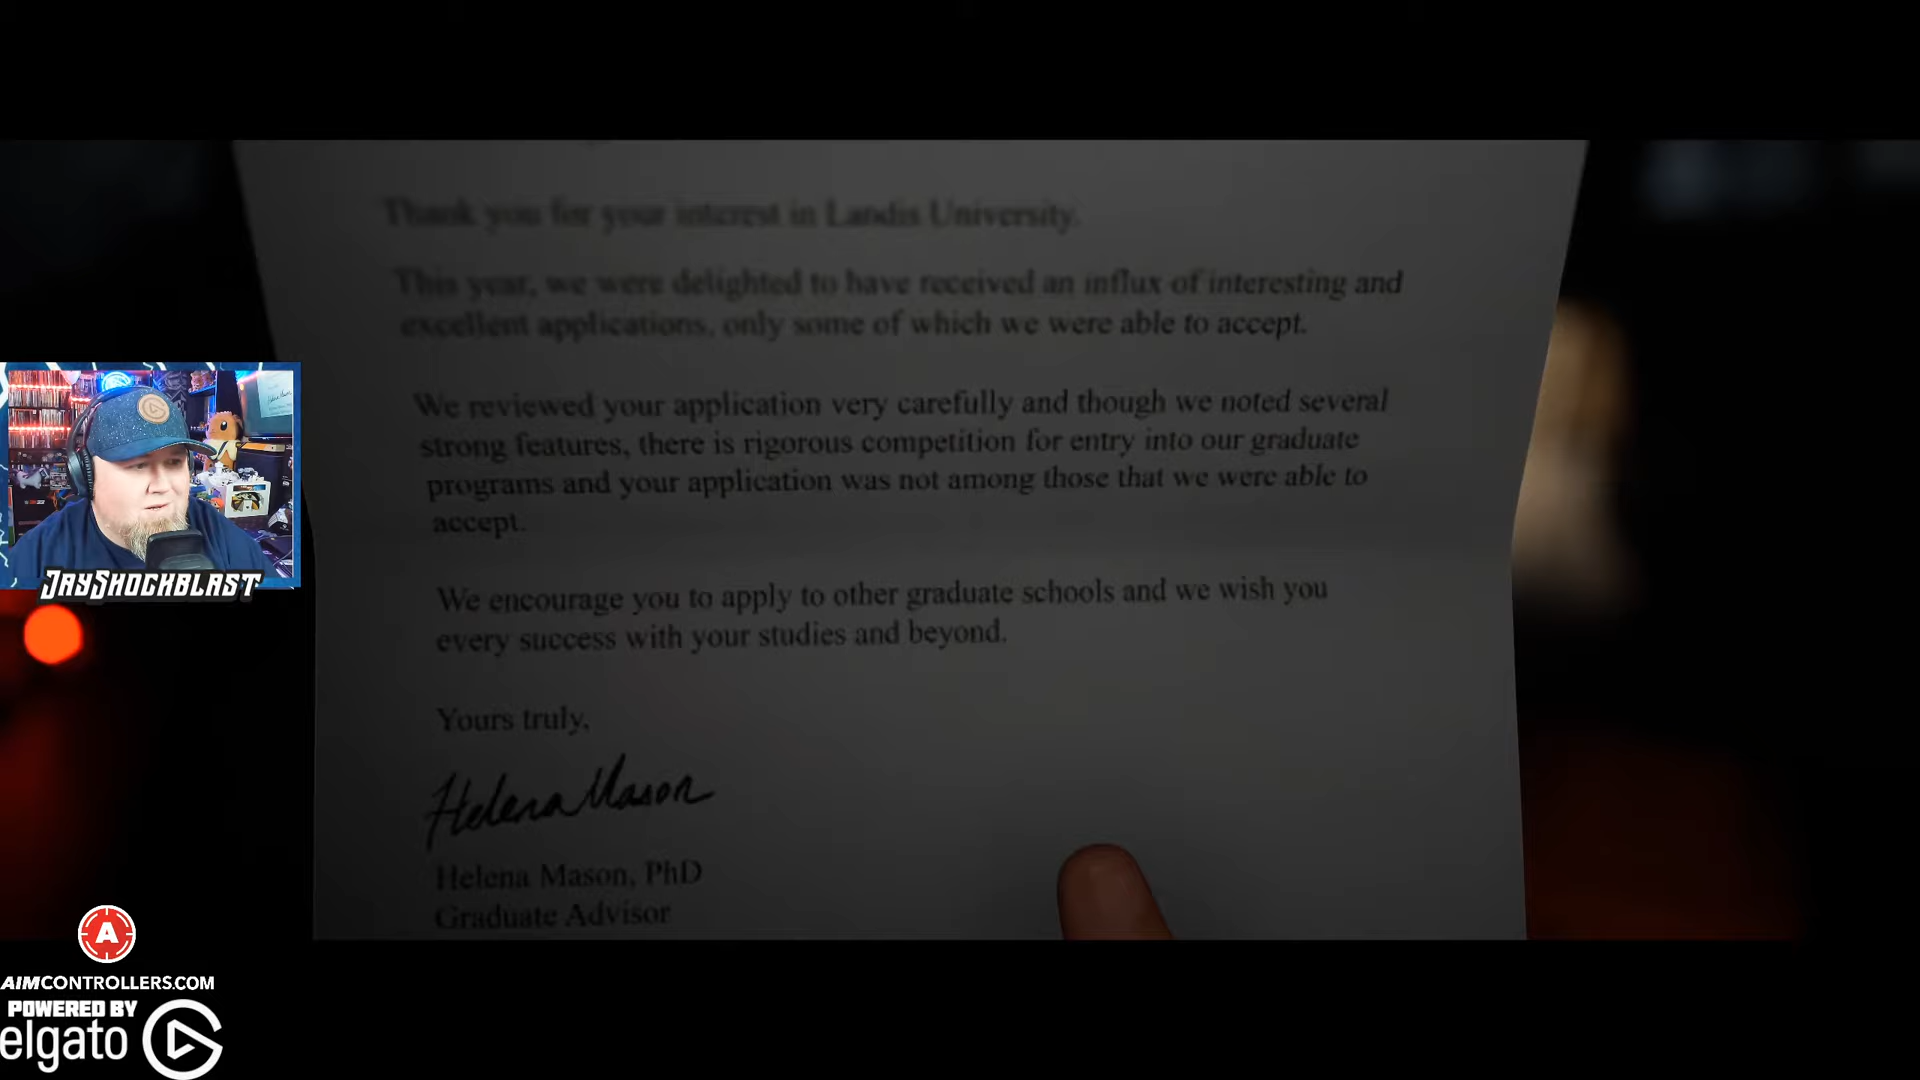 Thank you for your interest in Landis University.
This year, we were delighted to have received an influx of interesting and
excellent applications, only some of which we were able to accept.
We reviewed your application very carefully and though we noted several
strong features, there is rigorous competition for entry into our graduate
programs and your application was not among those that we were able to
accept.
We encourage you to apply to other graduate schools and we wish you
every success with your studies and beyond.
Yours truly,
Helena Mason
Helena Mason, PhD
Graduate Advisor
JAYSHOCKBLAST
A
AIMCONTROLLERS.COM
POWERED BY
elgato